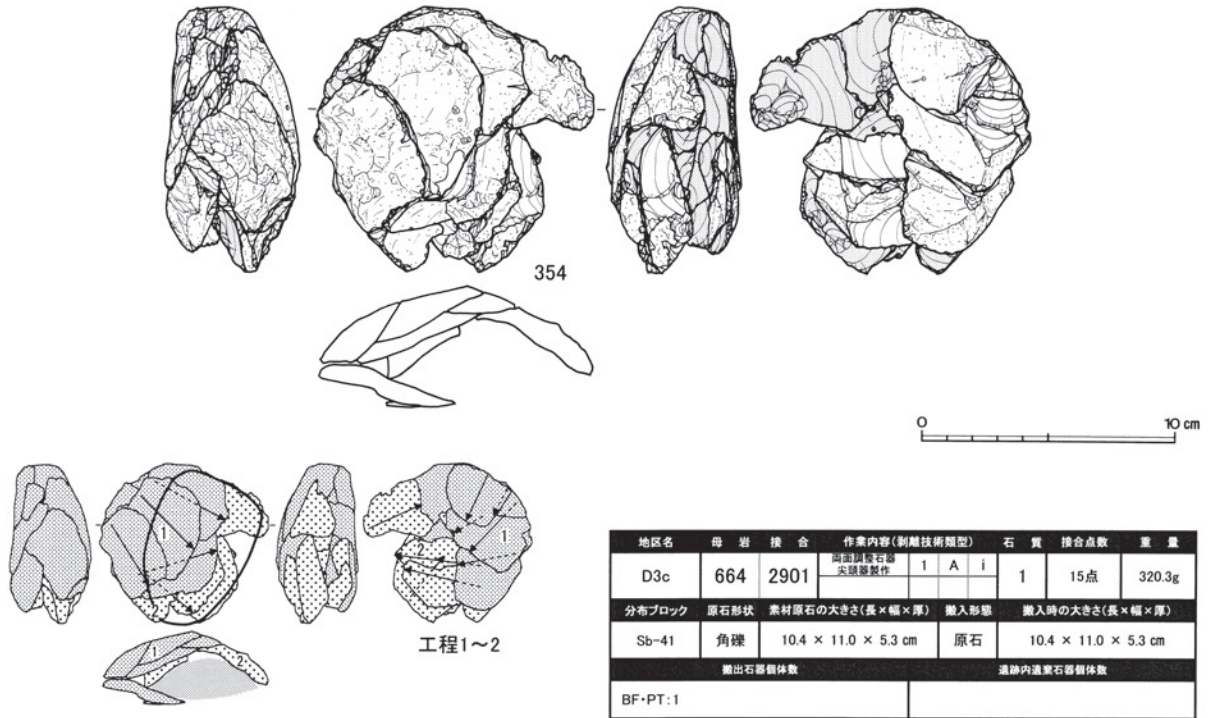 354
0 10 cm
1 2 1 2
1 2
工程1～2
地区名 母岩 接合 作業内容(剥離技術類型) 石質 接合点数 重量
D3c 664 2901 両面調整石器 尖頭器製作 1 A i 1 15点 320.3g
分布ブロック 原石形状 素材原石の大きさ(長×幅×厚) 搬入形態 搬入時の大きさ(長×幅×厚)
Sb-41 角礫 10.4 × 11.0 × 5.3 cm 原石 10.4 × 11.0 × 5.3 cm
搬出石器個体数 遺跡内遺棄石器個体数
BF・PT:1